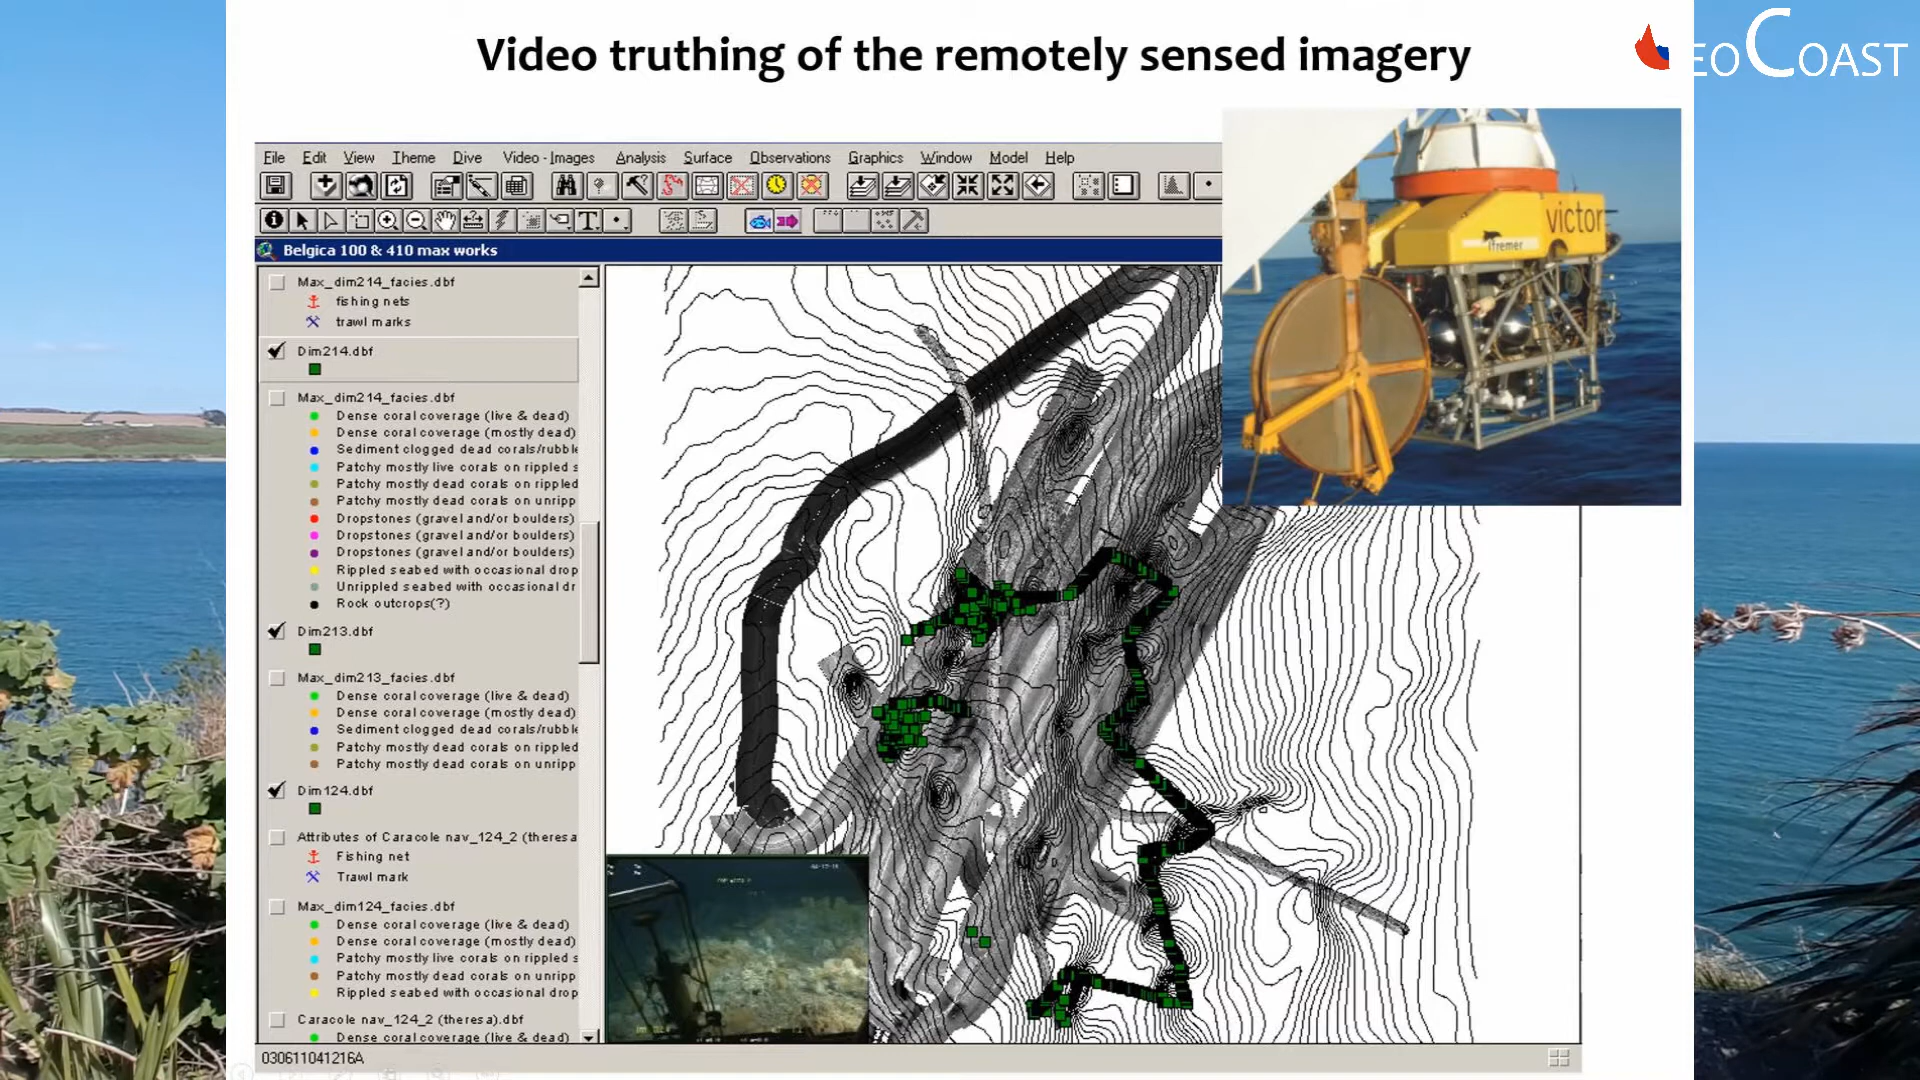 Video truthing of the remotely sensed imagery
EOCOAST
File Edit View Theme Dive Video - Images Analysis Surface Observations Graphics Window Model Help
Belgica 100 & 410 max works
victor
Ifremer
Max_dim214_facies.dbf
fishing nets
trawl marks
Dim214.dbf
Max_dim214_facies.dbf
Dense coral coverage (live & dead)
Dense coral coverage (mostly dead)
Sediment clogged dead corals/rubble
Patchy mostly live corals on rippled s
Patchy mostly dead corals on rippled
Patchy mostly dead corals on unripp
Dropstones (gravel and/or boulders)
Dropstones (gravel and/or boulders)
Dropstones (gravel and/or boulders)
Rippled seabed with occasional drop
Unrippled seabed with occasional dr
Rock outcrops(?)
Dim213.dbf
Max_dim213_facies.dbf
Dense coral coverage (live & dead)
Dense coral coverage (mostly dead)
Sediment clogged dead corals/rubble
Patchy mostly dead corals on rippled
Patchy mostly dead corals on unripp
Dim124.dbf
Attributes of Caracole nav_124_2 (theresa
Fishing net
Trawl mark
Max_dim124_facies.dbf
Dense coral coverage (live & dead)
Dense coral coverage (mostly dead)
Patchy mostly live corals on rippled s
Patchy mostly dead corals on unripp
Rippled seabed with occasional drop
Caracole nav_124_2 (theresa).dbf
Dense coral coverage (live & dead)
030611041216A